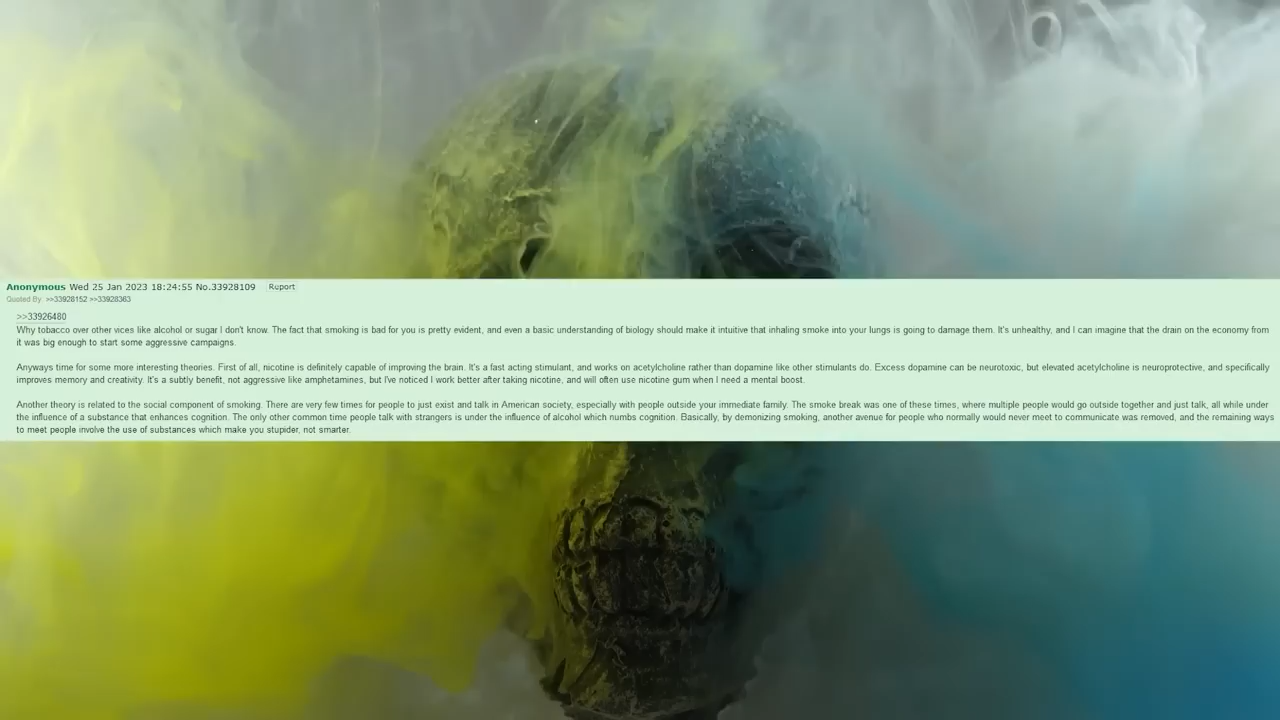 Anonymous Wed 25 Jan 2023 18:24:55 No.33928109 Ruport
Quoted By: >>33928152 >>33928363
>>33926480
Why tobacco over other vices like alcohol or sugar I don't know. The fact that smoking is bad for you is pretty evident, and even a basic understanding of biology should make it intuitive that inhaling smoke into your lungs is going to damage them. It's unhealthy, and I can imagine that the drain on the economy from
it was big enough to start some aggressive campaigns.
Anyways time for some more interesting theories. First of all, nicotine is definitely capable of improving the brain. It's a fast acting stimulant, and works on acetylcholine rather than dopamine like other stimulants do. Excess dopamine can be neurotoxic, but elevated acetylcholine is neuroprotective, and specifically
improves memory and creativity. It's a subtly benefit, not aggressive like amphetamines, but I've noticed I work better after taking nicotine, and will often use nicotine gum when I need a mental boost.
Another theory is related to the social component of smoking. There are very few times for people to just exist and talk in American society, especially with people outside your immediate family. The smoke break was one of these times, where multiple people would go outside together and just talk, all while under
the influence of a substance that enhances cognition. The only other common time people talk with strangers is under the influence of alcohol which numbs cognition. Basically, by demonizing smoking, another avenue for people who normally would never meet to communicate was removed, and the remaining ways
to meet people involve the use of substances which make you stupider, not smarter.